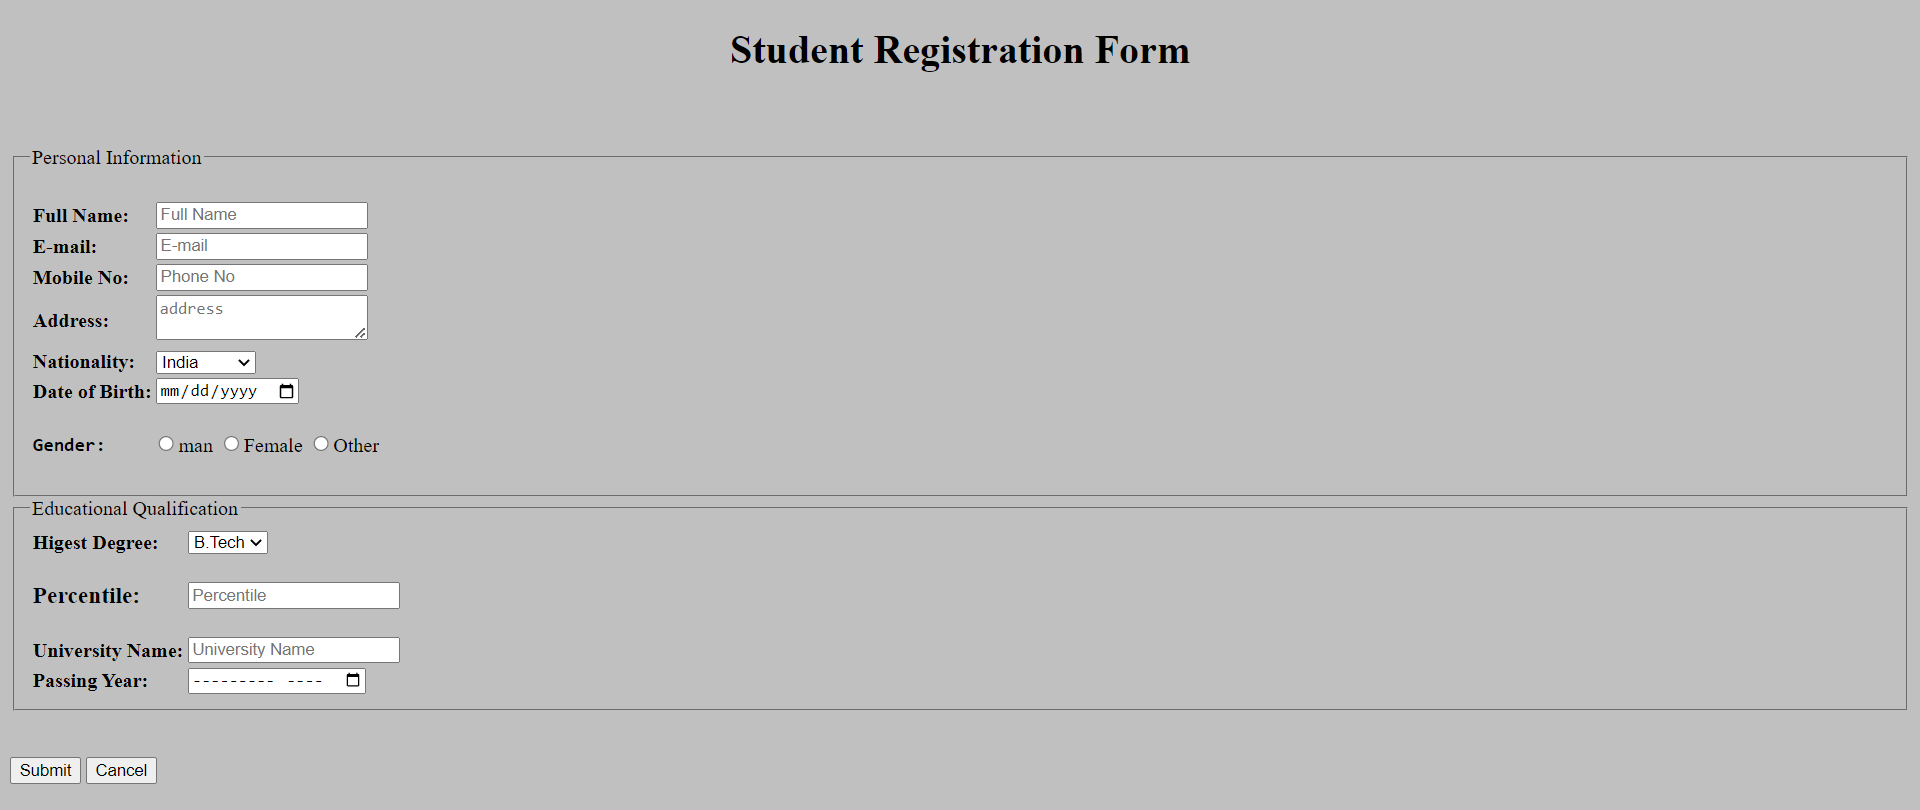 Student Registration Form
Personal Information
Full Name: Full Name
E-mail: E-mail
Mobile No: Phone No
Address: address
Nationality: India
Date of Birth: mm/dd/yyyy
Gender: man Female Other
Educational Qualification
Higest Degree: B.Tech
Percentile: Percentile
University Name: University Name
Passing Year: --------- ----
Submit Cancel